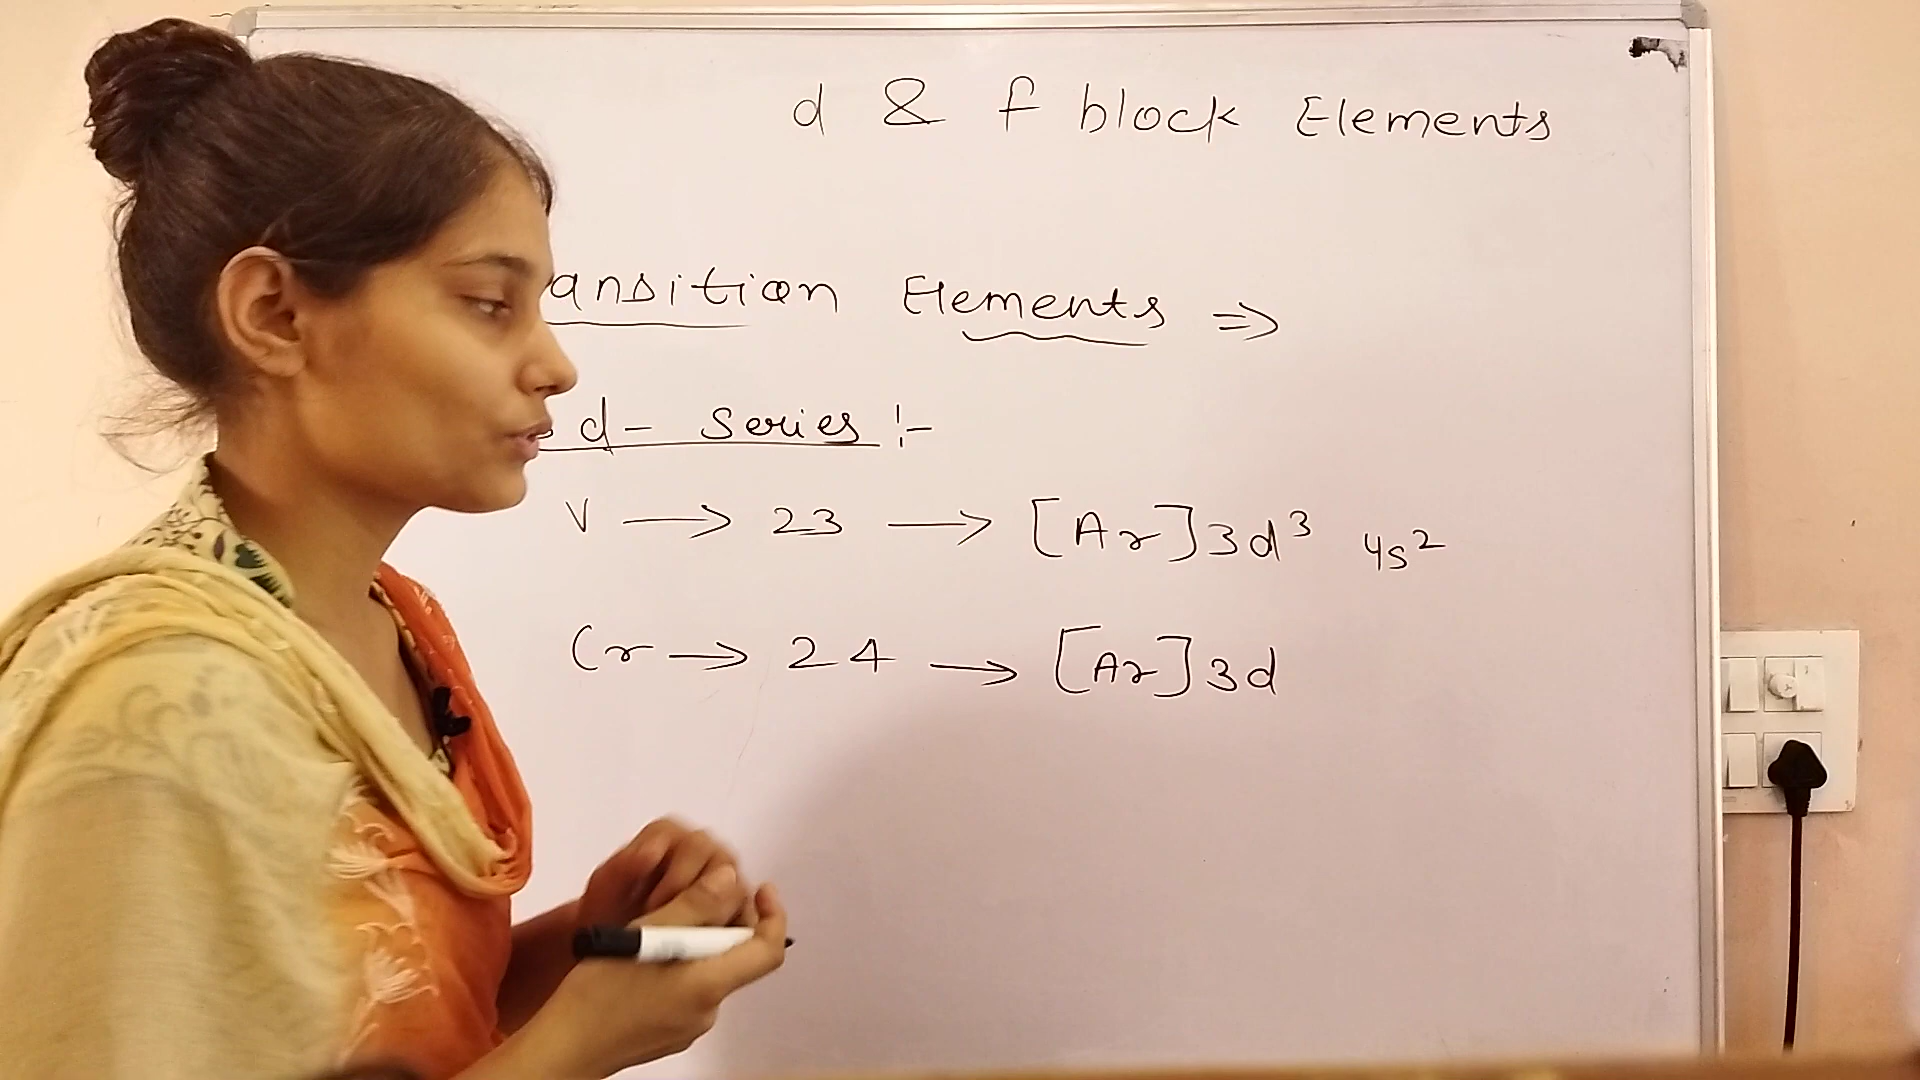 d & f block Elements
ansition Elements ⇒
d- Series :-
V → 23 → [Ar]3d³ 4s²
Cr → 24 → [Ar]3d